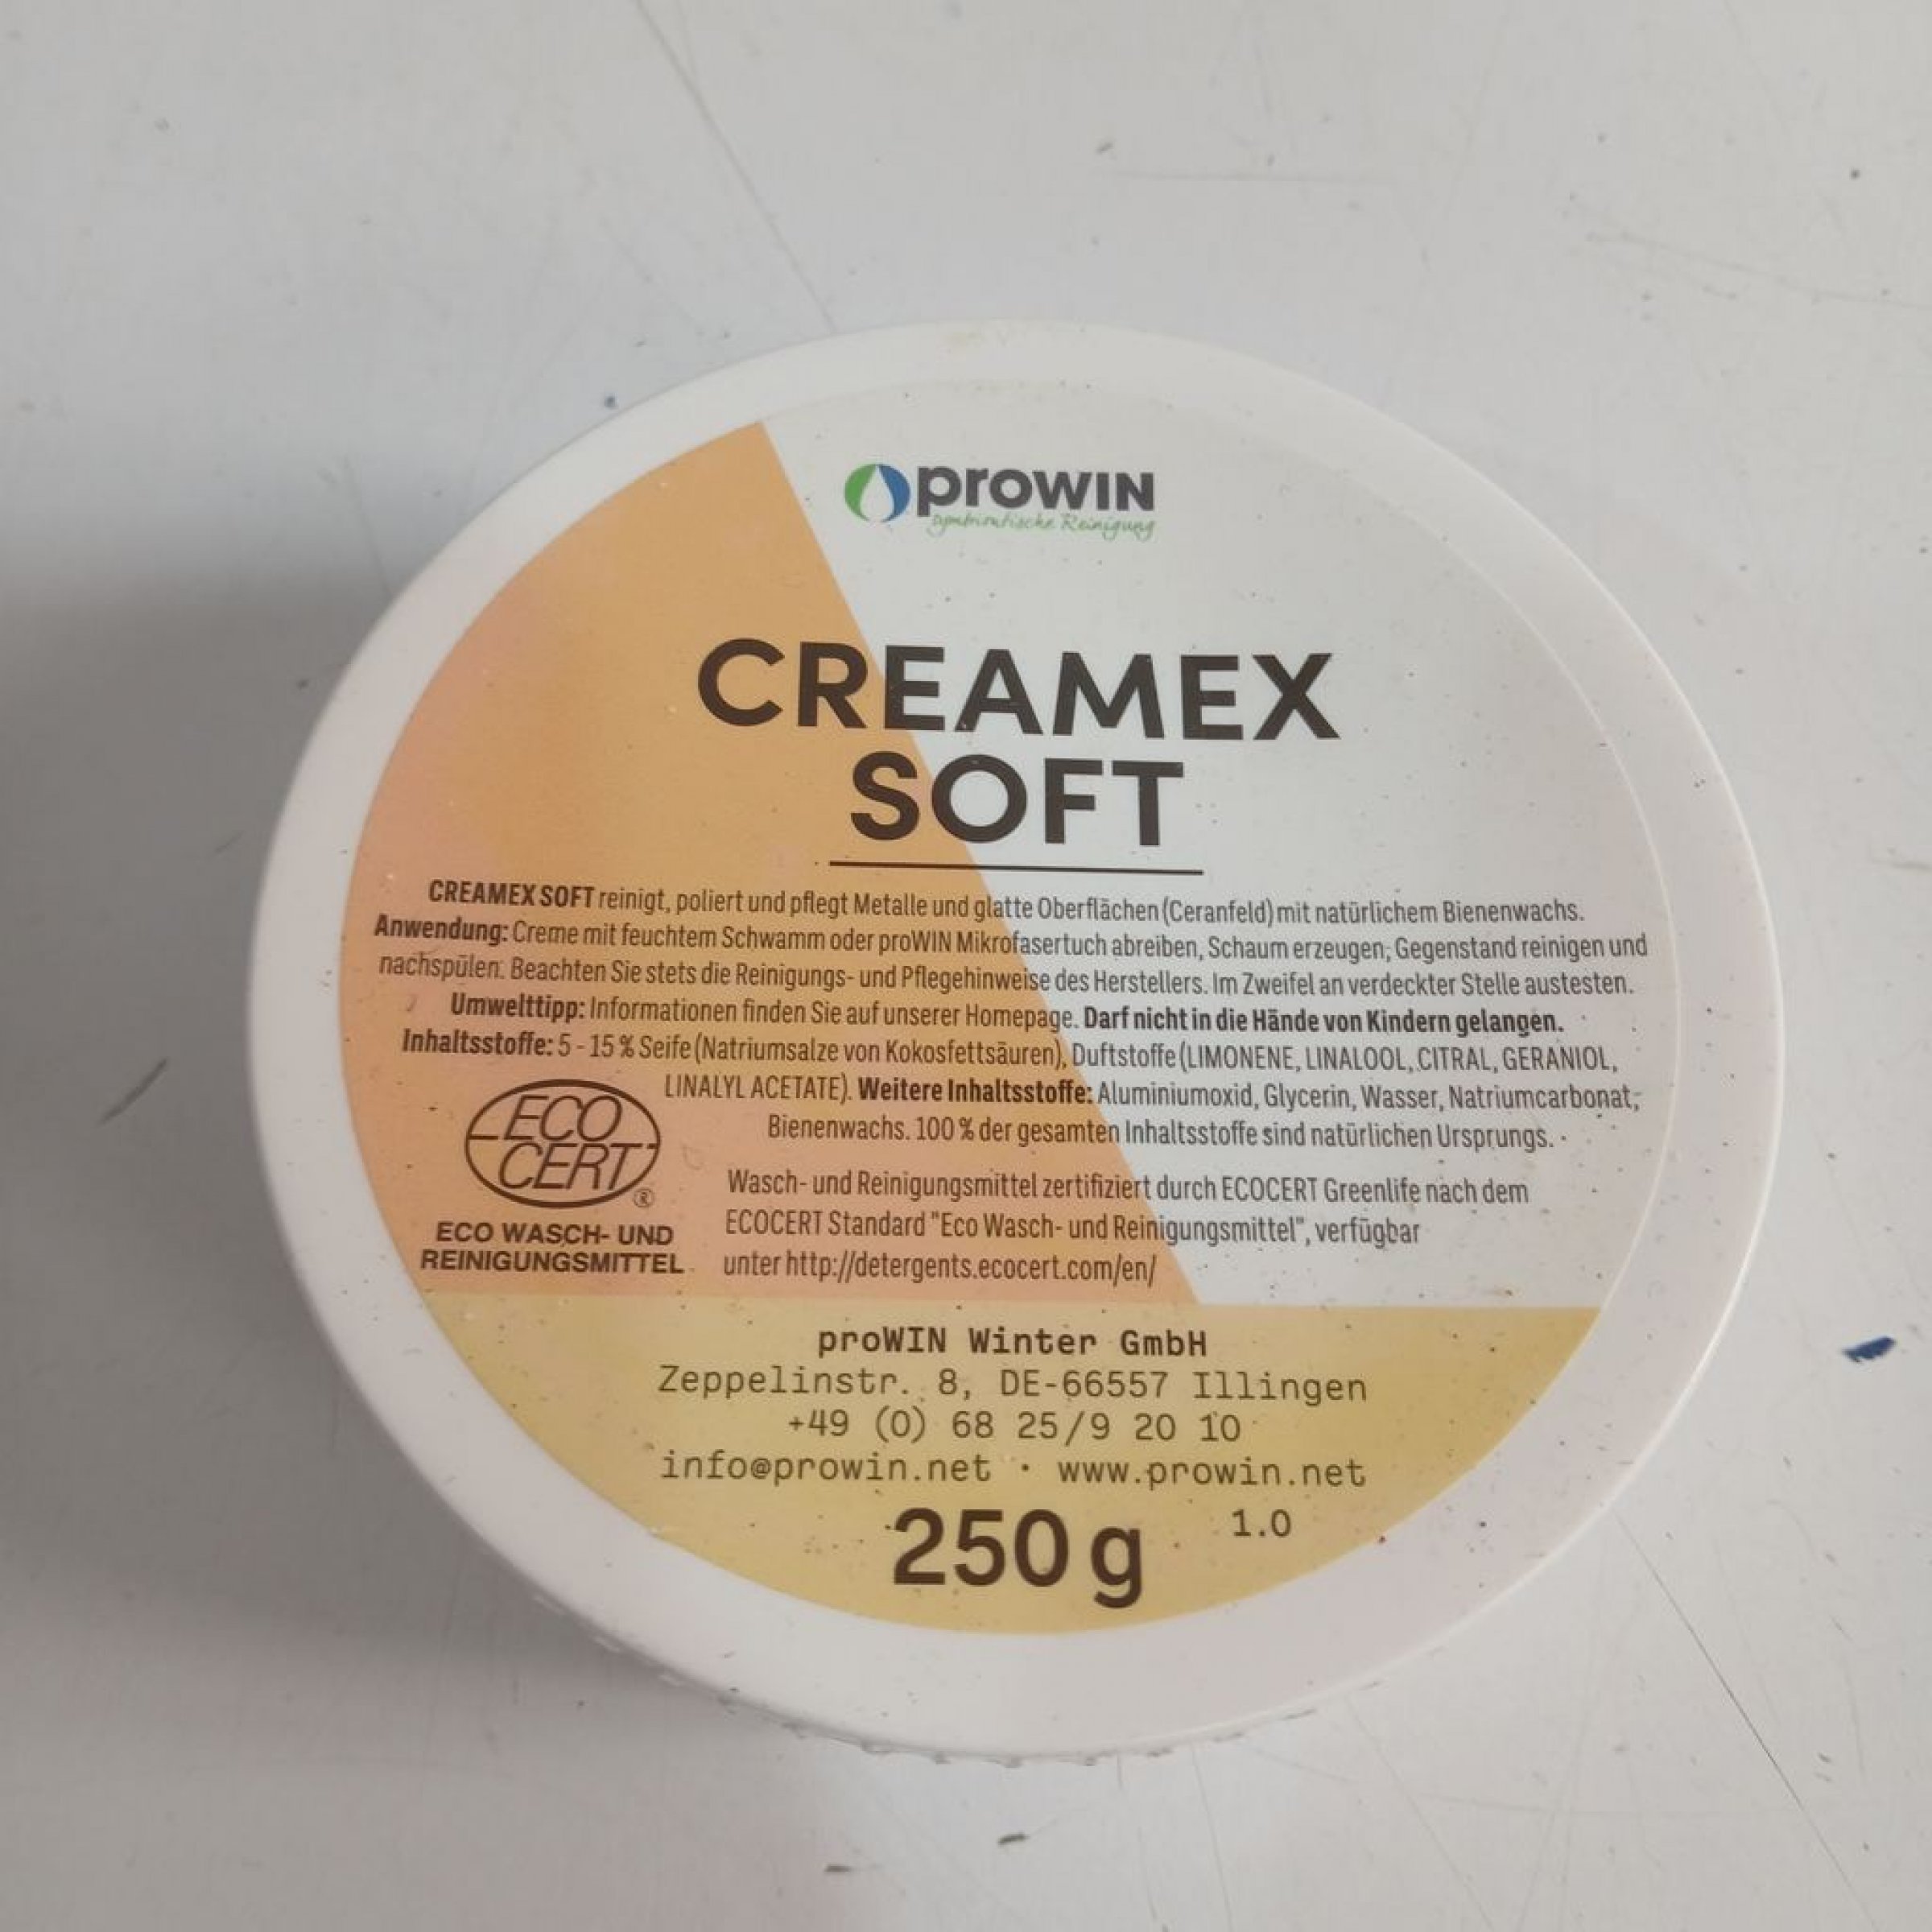 proWIN
symbiontische Reinigung
CREAMEX
SOFT
CREAMEX SOFT reinigt, poliert und pflegt Metalle und glatte Oberflächen (Ceranfeld) mit natürlichem Bienenwachs.
Anwendung: Creme mit feuchtem Schwamm oder proWIN Mikrofasertuch abreiben, Schaum erzeugen, Gegenstand reinigen und
nachspülen. Beachten Sie stets die Reinigungs- und Pflegehinweise des Herstellers. Im Zweifel an verdeckter Stelle austesten.
Umwelttipp: Informationen finden Sie auf unserer Homepage. Darf nicht in die Hände von Kindern gelangen.
Inhaltsstoffe: 5 - 15 % Seife (Natriumsalze von Kokosfettsäuren), Duftstoffe (LIMONENE, LINALOOL, CITRAL, GERANIOL,
LINALYL ACETATE). Weitere Inhaltsstoffe: Aluminiumoxid, Glycerin, Wasser, Natriumcarbonat,
Bienenwachs. 100 % der gesamten Inhaltsstoffe sind natürlichen Ursprungs.
ECO
CERT
®
ECO WASCH- UND
REINIGUNGSMITTEL
Wasch- und Reinigungsmittel zertifiziert durch ECOCERT Greenlife nach dem
ECOCERT Standard "Eco Wasch- und Reinigungsmittel", verfügbar
unter http://detergents.ecocert.com/en/
proWIN Winter GmbH
Zeppelinstr. 8, DE-66557 Illingen
+49 (0) 68 25/9 20 10
info@prowin.net · www.prowin.net
250 g 1.0